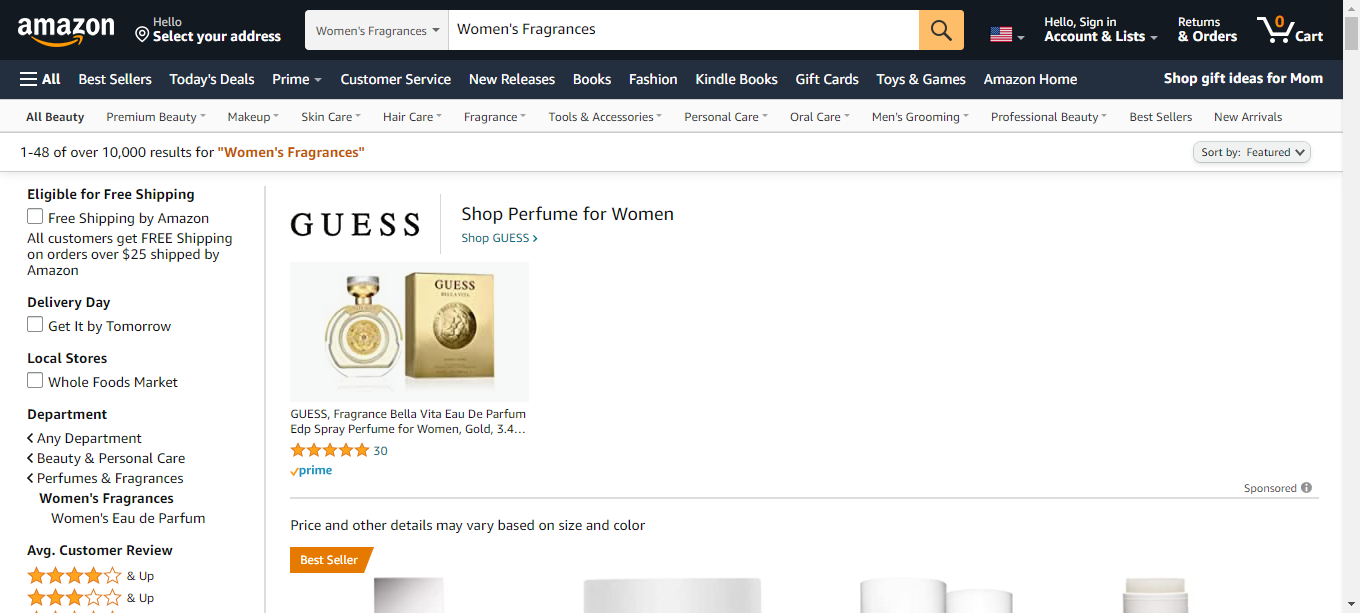 amazon
Hello
Select your address
Women's Fragrances
Women's Fragrances
Hello, Sign in
Account & Lists
Returns
& Orders
0
Cart
All
Best Sellers
Today's Deals
Prime
Customer Service
New Releases
Books
Fashion
Kindle Books
Gift Cards
Toys & Games
Amazon Home
Shop gift ideas for Mom
All Beauty
Premium Beauty
Makeup
Skin Care
Hair Care
Fragrance
Tools & Accessories
Personal Care
Oral Care
Men's Grooming
Professional Beauty
Best Sellers
New Arrivals
1-48 of over 10,000 results for "Women's Fragrances"
Sort by: Featured
Eligible for Free Shipping
Free Shipping by Amazon
All customers get FREE Shipping
on orders over $25 shipped by
Amazon
Delivery Day
Get It by Tomorrow
Local Stores
Whole Foods Market
Department
Any Department
Beauty & Personal Care
Perfumes & Fragrances
Women's Fragrances
Women's Eau de Parfum
Avg. Customer Review
& Up
& Up
GUESS
Shop Perfume for Women
Shop GUESS ›
GUESS
BELLA VITA
GUESS, Fragrance Bella Vita Eau De Parfum
Edp Spray Perfume for Women, Gold, 3.4...
30
prime
Sponsored
Price and other details may vary based on size and color
Best Seller